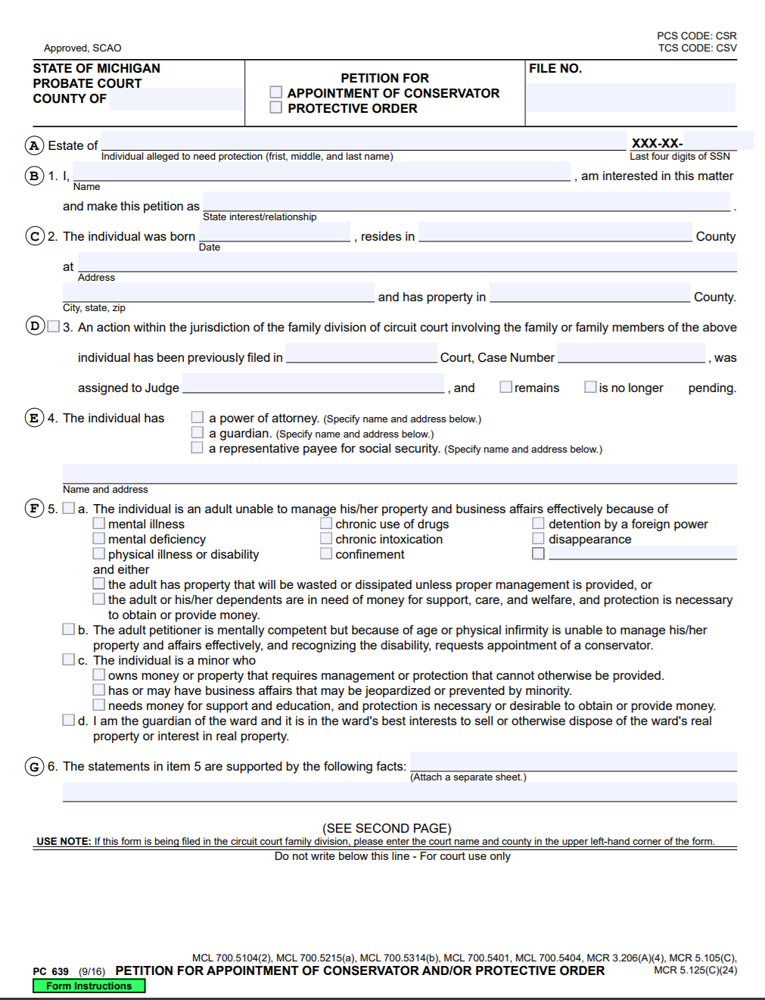 PCS CODE: CSR
Approved, SCAO
TCS CODE: CSV
STATE OF MICHIGAN
PROBATE COURT
COUNTY OF
PETITION FOR
APPOINTMENT OF CONSERVATOR
PROTECTIVE ORDER
FILE NO.
A Estate of XXX-XX-
Individual alleged to need protection (frist, middle, and last name) Last four digits of SSN
B 1. I, , am interested in this matter
Name
and make this petition as .
State interest/relationship
C 2. The individual was born , resides in County
Date
at
Address
and has property in County.
City, state, zip
D 3. An action within the jurisdiction of the family division of circuit court involving the family or family members of the above
individual has been previously filed in Court, Case Number , was
assigned to Judge , and remains is no longer pending.
E 4. The individual has a power of attorney. (Specify name and address below.)
a guardian. (Specify name and address below.)
a representative payee for social security. (Specify name and address below.)
Name and address
F 5. a. The individual is an adult unable to manage his/her property and business affairs effectively because of
mental illness chronic use of drugs detention by a foreign power
mental deficiency chronic intoxication disappearance
physical illness or disability confinement
and either
the adult has property that will be wasted or dissipated unless proper management is provided, or
the adult or his/her dependents are in need of money for support, care, and welfare, and protection is necessary
to obtain or provide money.
b. The adult petitioner is mentally competent but because of age or physical infirmity is unable to manage his/her
property and affairs effectively, and recognizing the disability, requests appointment of a conservator.
c. The individual is a minor who
owns money or property that requires management or protection that cannot otherwise be provided.
has or may have business affairs that may be jeopardized or prevented by minority.
needs money for support and education, and protection is necessary or desirable to obtain or provide money.
d. I am the guardian of the ward and it is in the ward's best interests to sell or otherwise dispose of the ward's real
property or interest in real property.
G 6. The statements in item 5 are supported by the following facts:
(Attach a separate sheet.)
(SEE SECOND PAGE)
USE NOTE: If this form is being filed in the circuit court family division, please enter the court name and county in the upper left-hand corner of the form.
Do not write below this line - For court use only
MCL 700.5104(2), MCL 700.5215(a), MCL 700.5314(b), MCL 700.5401, MCL 700.5404, MCR 3.206(A)(4), MCR 5.105(C),
PC 639 (9/16) PETITION FOR APPOINTMENT OF CONSERVATOR AND/OR PROTECTIVE ORDER MCR 5.125(C)(24)
Form Instructions